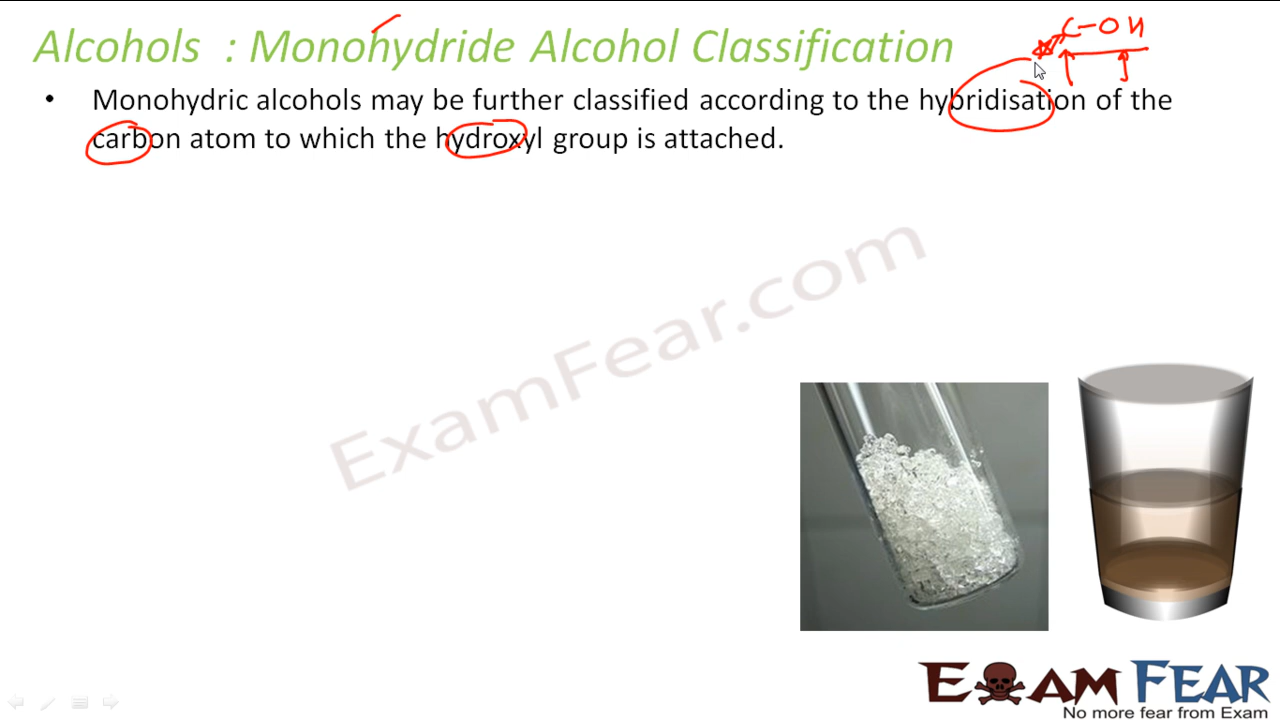 Alcohols : Monohydride Alcohol Classification
C-OH
• Monohydric alcohols may be further classified according to the hybridisation of the
carbon atom to which the hydroxyl group is attached.
ExamFear.com
EXAM FEAR
No more fear from Exam